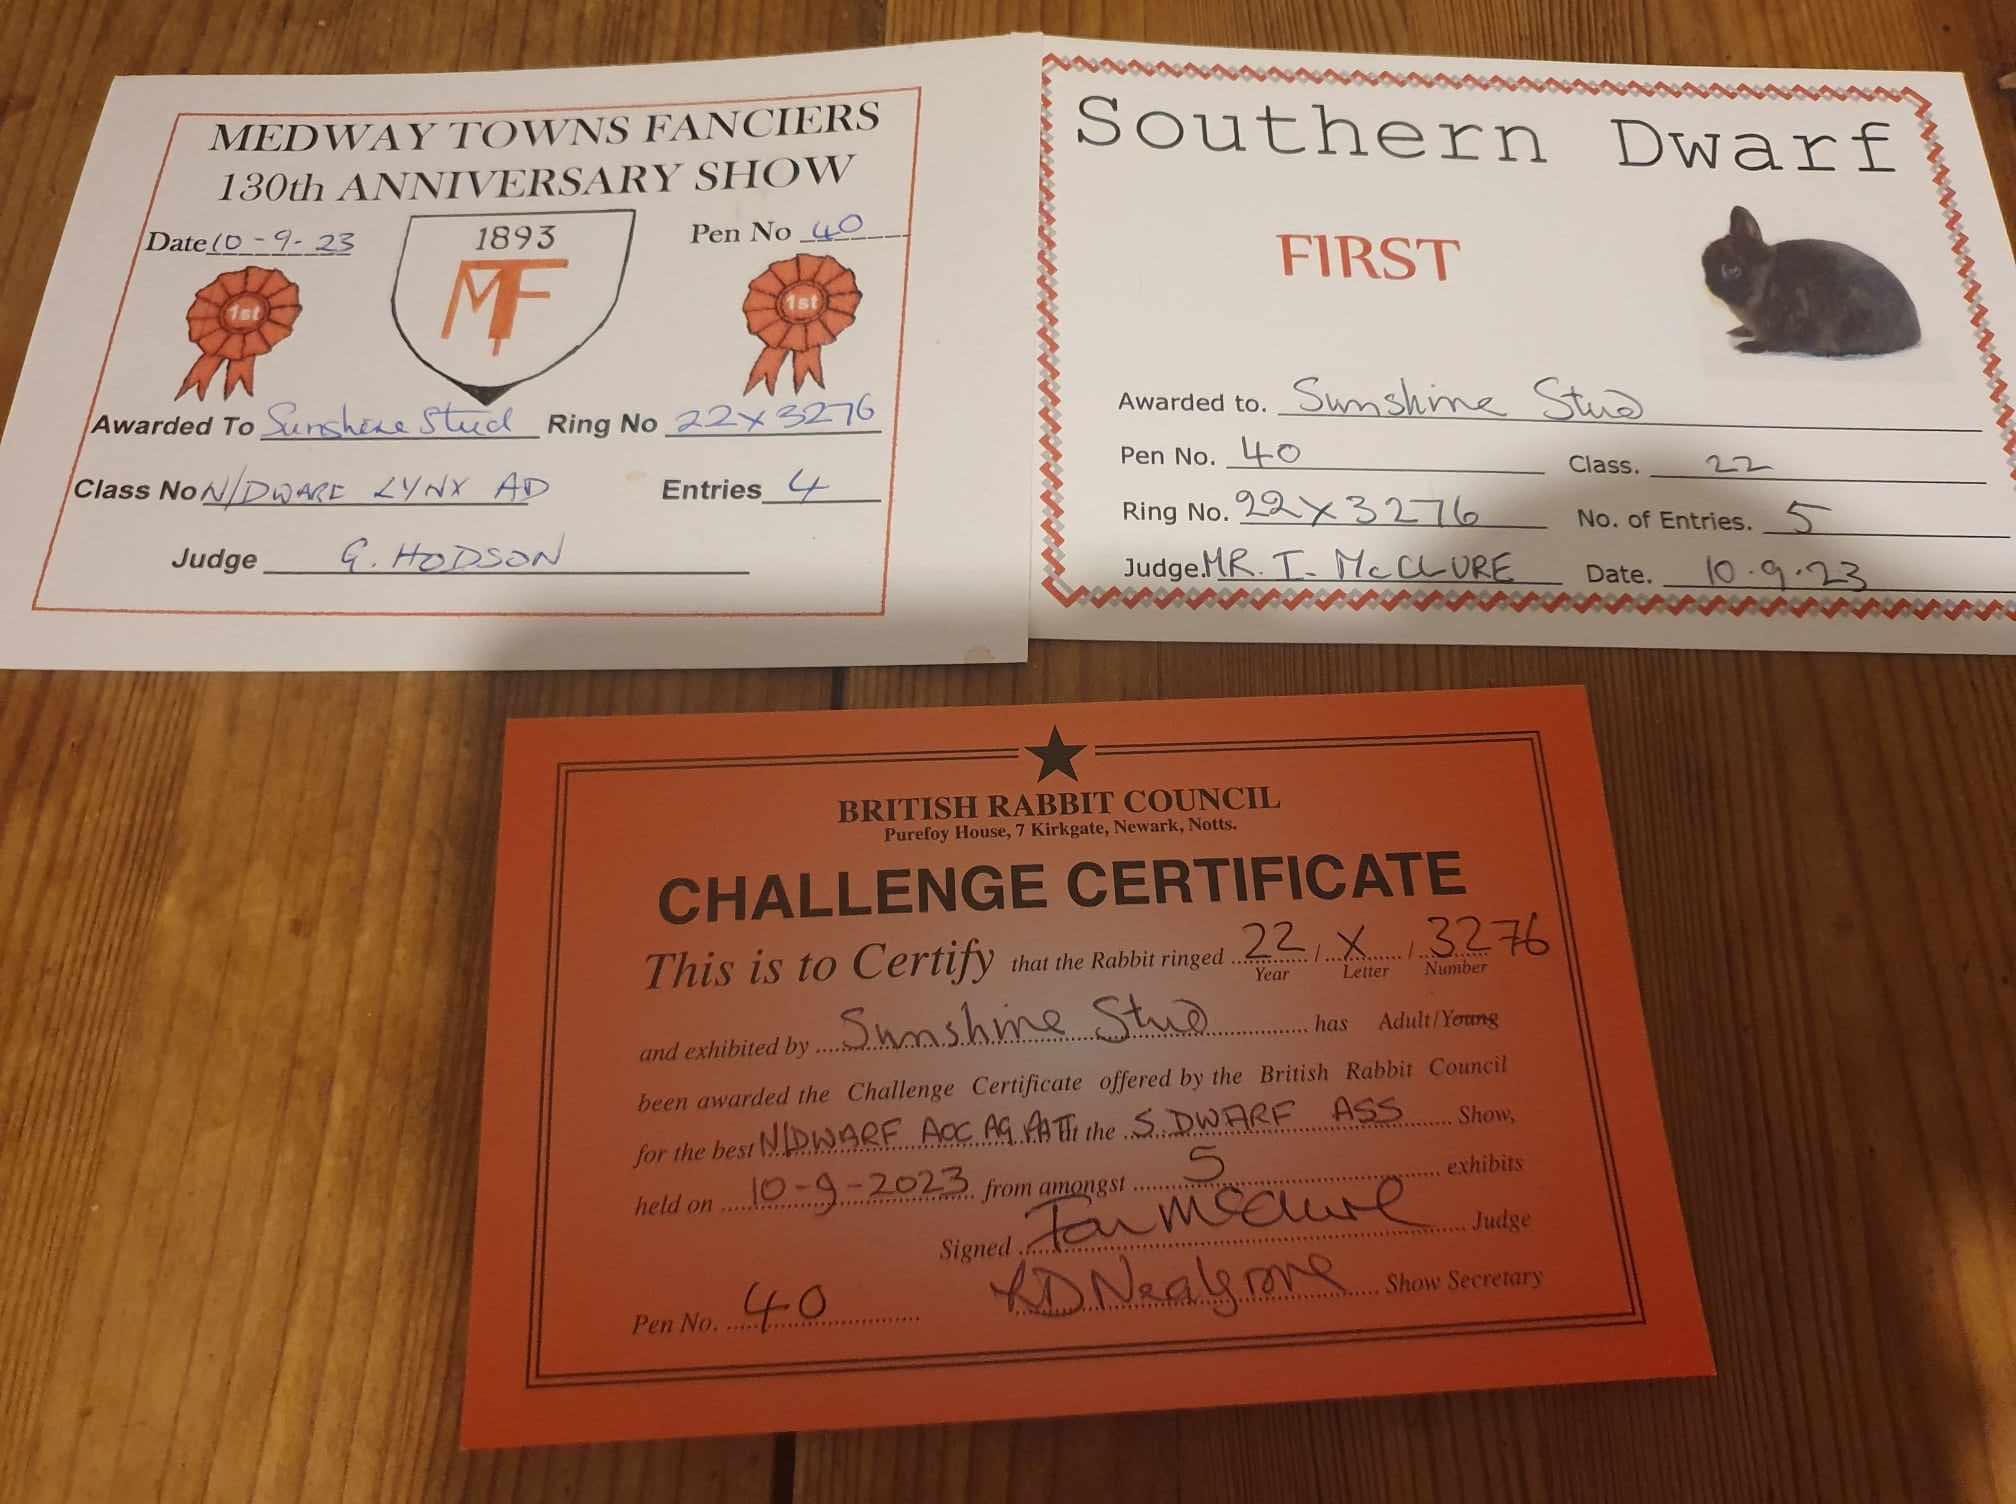 MEDWAY TOWNS FANCIERS
130th ANNIVERSARY SHOW
Date 10-9-23
1893
Pen No 40
MTF
1st
1st
Awarded To Sunshine Stud Ring No 22X3276
Class No N/DWARF LYNX AD Entries 4
Judge G. HODSON
Southern Dwarf
FIRST
Awarded to. Sunshine Stud
Pen No. 40 Class. 22
Ring No. 22X3276 No. of Entries. 5
Judge. MR. I. McCLURE Date. 10.9.23
BRITISH RABBIT COUNCIL
Purefoy House, 7 Kirkgate, Newark, Notts.
CHALLENGE CERTIFICATE
This is to Certify that the Rabbit ringed 22 / X / 3276
Year Letter Number
and exhibited by Sunshine Stud has Adult/Young
been awarded the Challenge Certificate offered by the British Rabbit Council
for the best N/DWARF AOC AG PATT at the S. DWARF ASS Show,
held on 10-9-2023 from amongst 5 exhibits
Signed Ian McClure Judge
Pen No. 40 Nealgrove Show Secretary